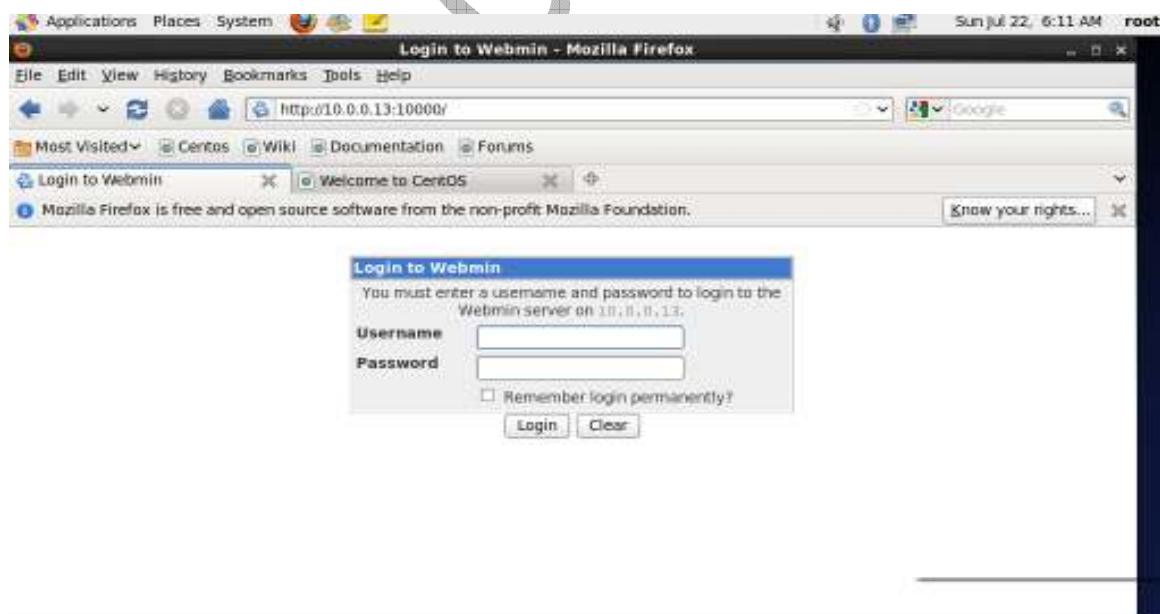 Applications Places System Sun Jul 22, 6:11 AM root
Login to Webmin - Mozilla Firefox
File Edit View History Bookmarks Tools Help
http://10.0.0.13:10000/ Google
Most Visited Centos Wiki Documentation Forums
Login to Webmin Welcome to CentOS
Mozilla Firefox is free and open source software from the non-profit Mozilla Foundation. Know your rights...
Login to Webmin
You must enter a username and password to login to the
Webmin server on 10.0.0.13.
Username
Password
Remember login permanently?
Login Clear